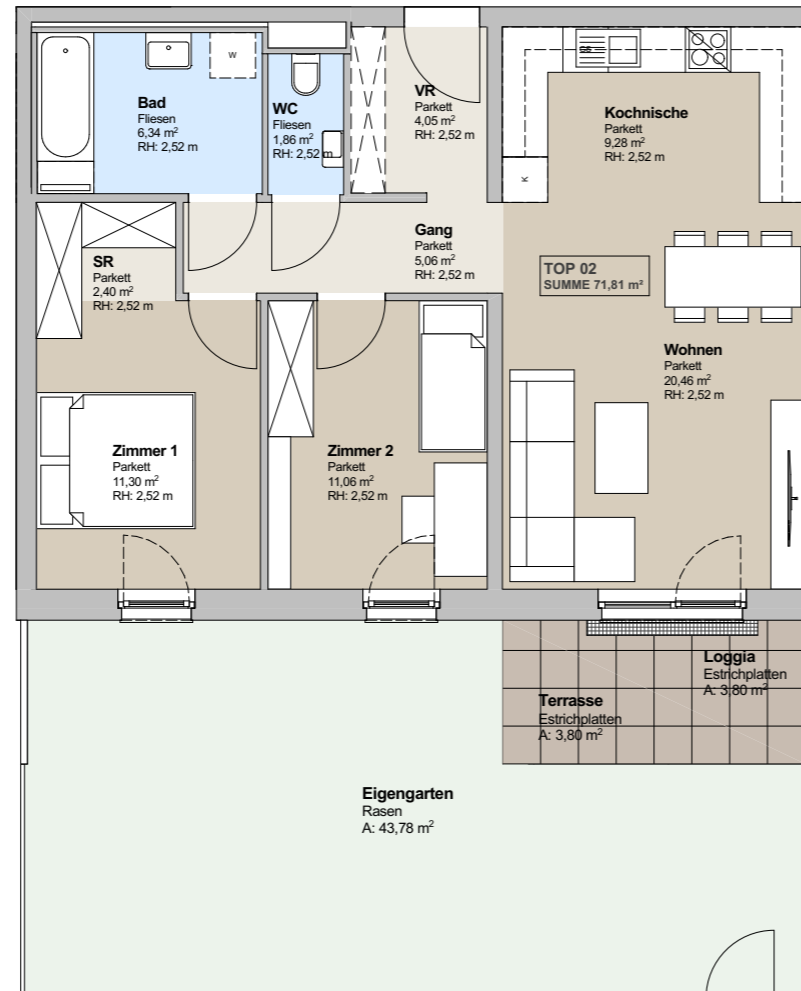 Bad
Fliesen
6,34 m²
RH: 2,52 m
W
WC
Fliesen
1,86 m²
RH: 2,52 m
VR
Parkett
4,05 m²
RH: 2,52 m
GS
Kochnische
Parkett
9,28 m²
RH: 2,52 m
K
SR
Parkett
2,40 m²
RH: 2,52 m
Gang
Parkett
5,06 m²
RH: 2,52 m
TOP 02
SUMME 71,81 m²
Wohnen
Parkett
20,46 m²
RH: 2,52 m
Zimmer 1
Parkett
11,30 m²
RH: 2,52 m
Zimmer 2
Parkett
11,06 m²
RH: 2,52 m
Loggia
Estrichplatten
A: 3,80 m²
Terrasse
Estrichplatten
A: 3,80 m²
Eigengarten
Rasen
A: 43,78 m²